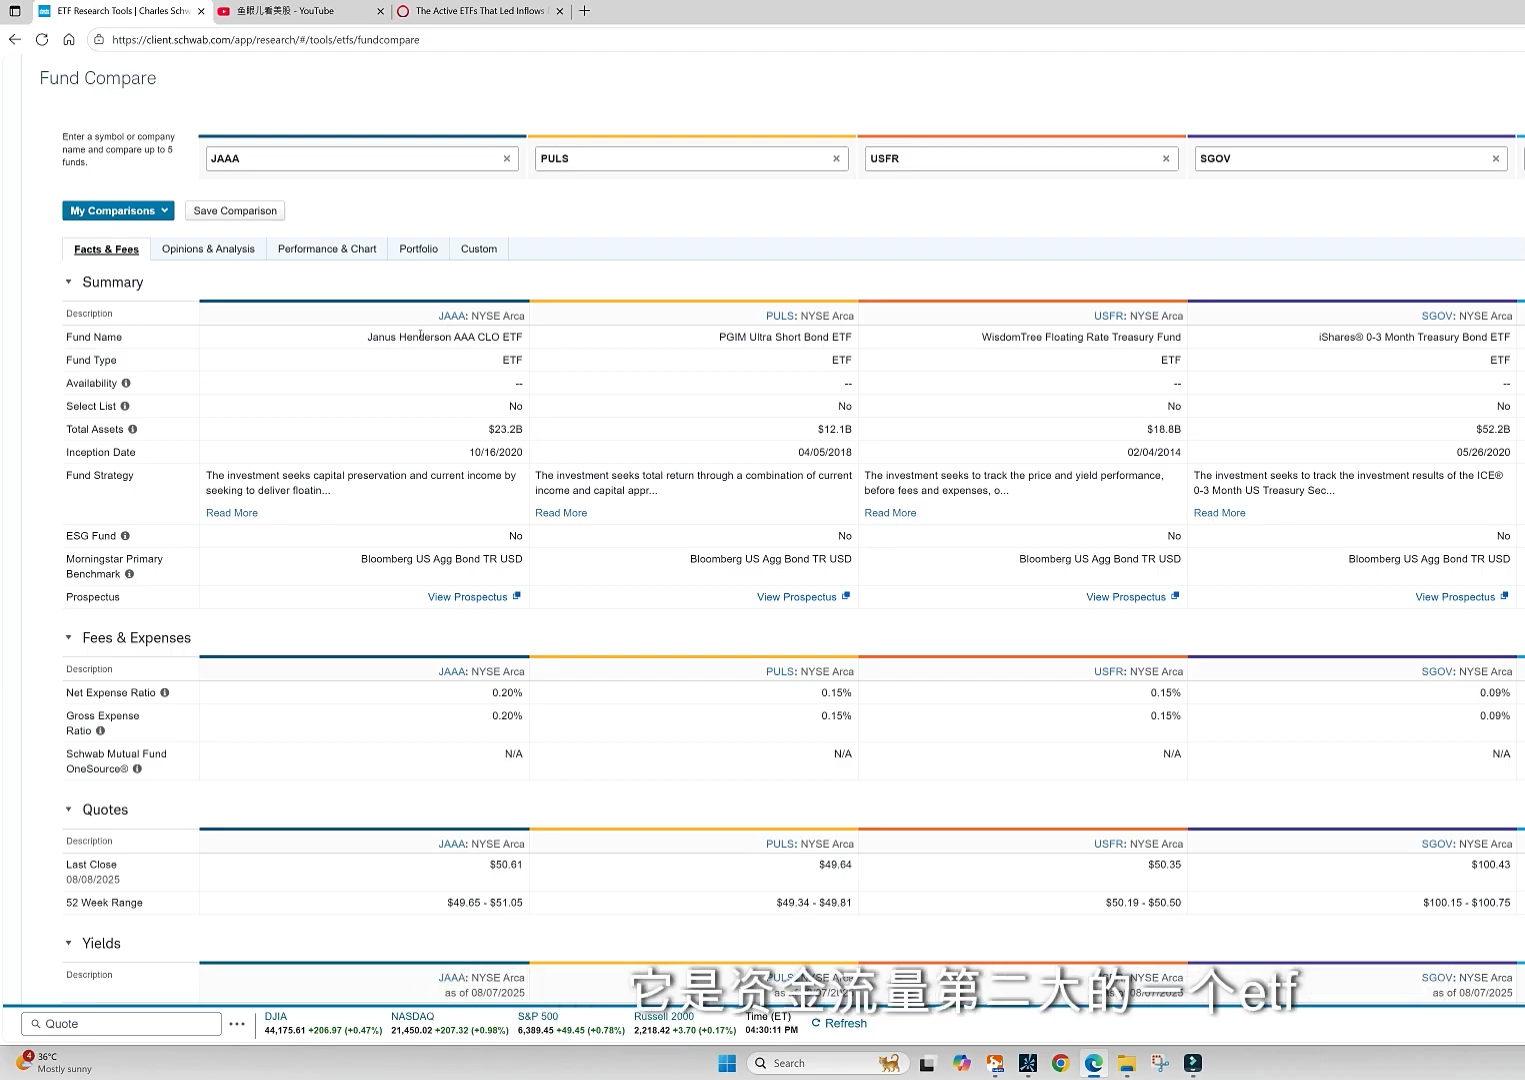 ETF Research Tools | Charles Schw
鱼眼儿看美股 - YouTube
The Active ETFs That Led Inflows
https://client.schwab.com/app/research/#/tools/etfs/fundcompare
Fund Compare
Enter a symbol or company name and compare up to 5 funds.
JAAA
PULS
USFR
SGOV
My Comparisons
Save Comparison
Facts & Fees
Opinions & Analysis
Performance & Chart
Portfolio
Custom
Summary
Description JAAA: NYSE Arca PULS: NYSE Arca USFR: NYSE Arca SGOV: NYSE Arca
Fund Name Janus Henderson AAA CLO ETF PGIM Ultra Short Bond ETF WisdomTree Floating Rate Treasury Fund iShares® 0-3 Month Treasury Bond ETF
Fund Type ETF ETF ETF ETF
Availability -- -- -- --
Select List No No No No
Total Assets $23.2B $12.1B $18.8B $52.2B
Inception Date 10/16/2020 04/05/2018 02/04/2014 05/26/2020
Fund Strategy The investment seeks capital preservation and current income by The investment seeks total return through a combination of current The investment seeks to track the price and yield performance, The investment seeks to track the investment results of the ICE®
seeking to deliver floatin... income and capital appr... before fees and expenses, o... 0-3 Month US Treasury Sec...
Read More Read More Read More Read More
ESG Fund No No No No
Morningstar Primary Bloomberg US Agg Bond TR USD Bloomberg US Agg Bond TR USD Bloomberg US Agg Bond TR USD Bloomberg US Agg Bond TR USD
Benchmark
Prospectus View Prospectus View Prospectus View Prospectus View Prospectus
Fees & Expenses
Description JAAA: NYSE Arca PULS: NYSE Arca USFR: NYSE Arca SGOV: NYSE Arca
Net Expense Ratio 0.20% 0.15% 0.15% 0.09%
Gross Expense 0.20% 0.15% 0.15% 0.09%
Ratio
Schwab Mutual Fund N/A N/A N/A N/A
OneSource®
Quotes
Description JAAA: NYSE Arca PULS: NYSE Arca USFR: NYSE Arca SGOV: NYSE Arca
Last Close $50.61 $49.64 $50.35 $100.43
08/08/2025
52 Week Range $49.65 - $51.05 $49.34 - $49.81 $50.19 - $50.50 $100.15 - $100.75
Yields
Description JAAA: NYSE Arca PULS: NYSE Arca NYSE Arca SGOV: NYSE Arca
as of 08/07/2025 as of 08/07/2025
它是资金流量第二大的一个etf
Quote
DJIA NASDAQ S&P 500 Russell 2000 Time (ET)
44,175.61 +206.97 (+0.47%) 21,450.02 +207.32 (+0.98%) 6,389.45 +49.45 (+0.78%) 2,218.42 +3.70 (+0.17%) 04:30:11 PM
Refresh
4
36°C
Mostly sunny
Search